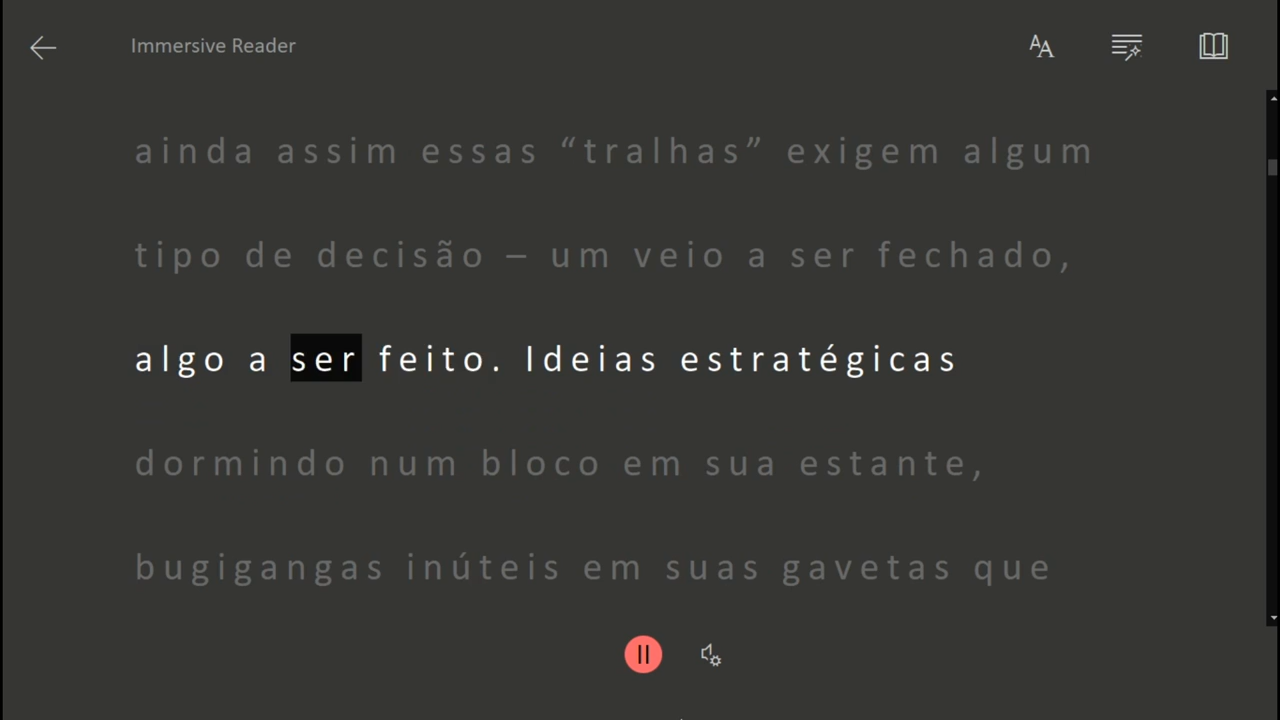 Immersive Reader
ainda assim essas “tralhas” exigem algum
tipo de decisão – um veio a ser fechado,
algo a ser feito. Ideias estratégicas
dormindo num bloco em sua estante,
bugigangas inúteis em suas gavetas que